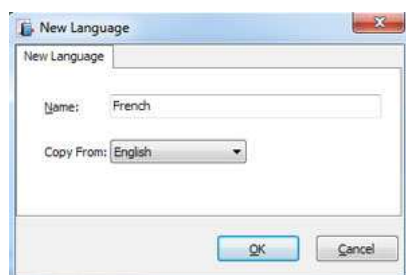 New Language
New Language
Name: French
Copy From: English
OK Cancel